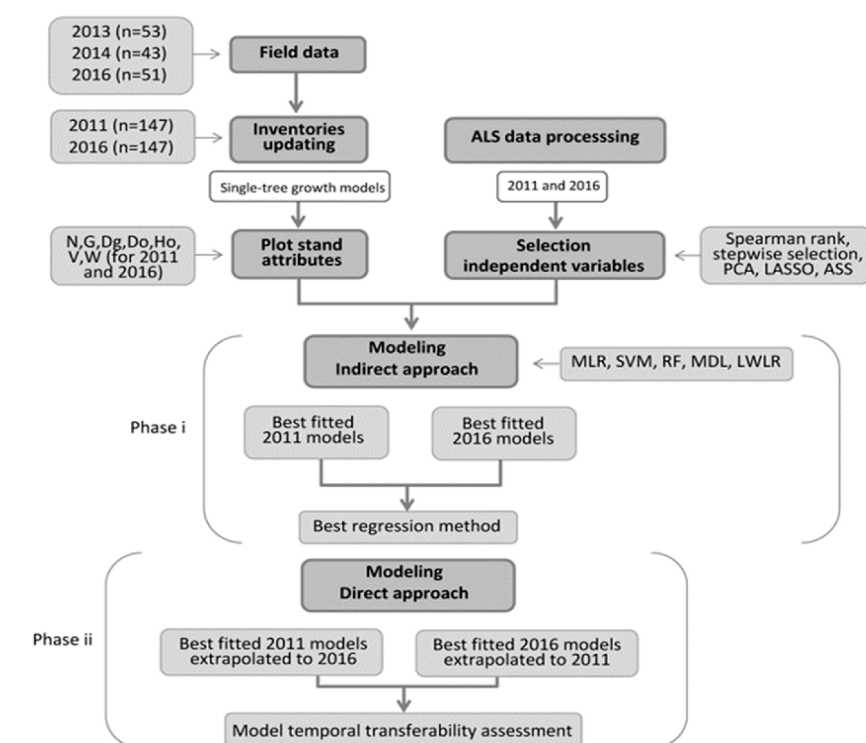 2013 (n=53)
2014 (n=43)
2016 (n=51)
Field data
2011 (n=147)
2016 (n=147)
Inventories
updating
ALS data processsing
Single-tree growth models
2011 and 2016
N,G,Dg,Do,Ho,
V,W (for 2011
and 2016)
Plot stand
attributes
Selection
independent variables
Spearman rank,
stepwise selection,
PCA, LASSO, ASS
Modeling
Indirect approach
MLR, SVM, RF, MDL, LWLR
Phase i
Best fitted
2011 models
Best fitted
2016 models
Best regression method
Modeling
Direct approach
Phase ii
Best fitted 2011 models
extrapolated to 2016
Best fitted 2016 models
extrapolated to 2011
Model temporal transferability assessment